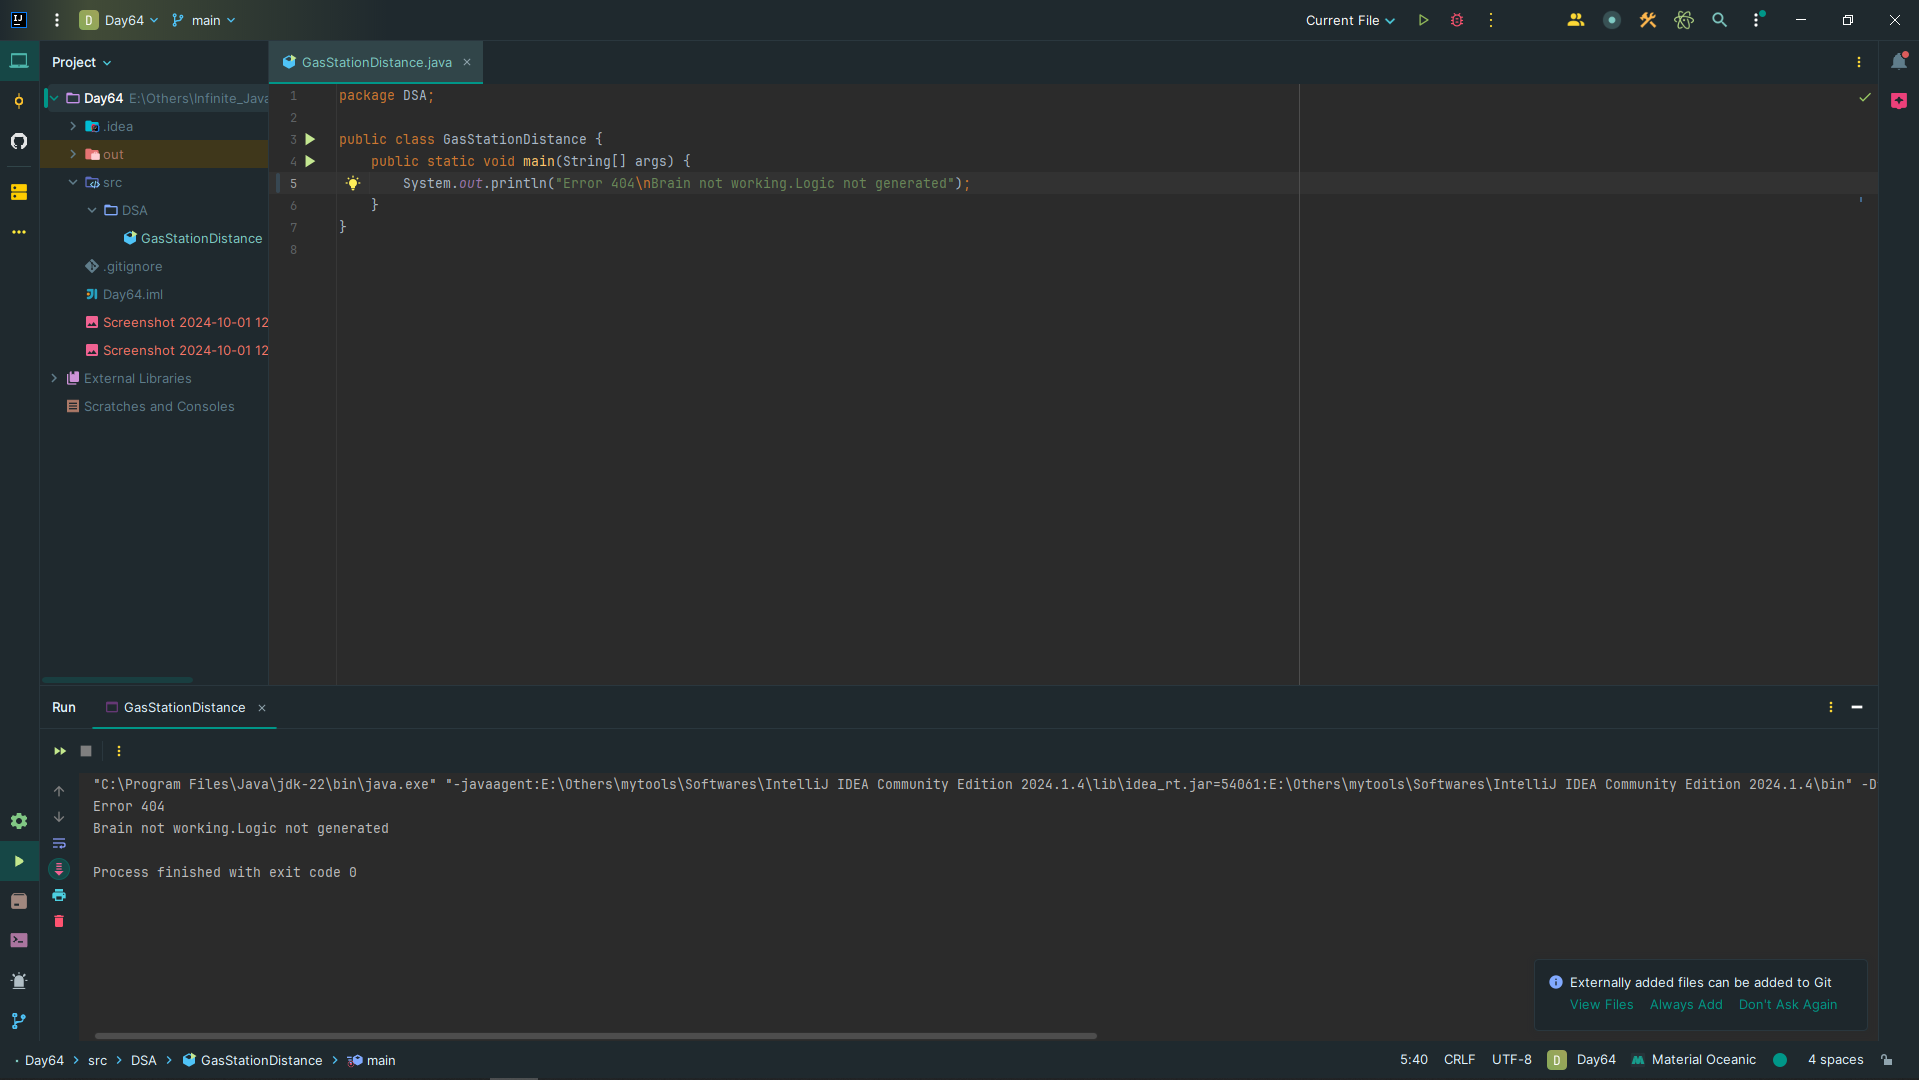 IJ
D Day64 main Current File
Project
GasStationDistance.java
Day64 E:\Others\Infinite_Java
.idea
out
src
DSA
GasStationDistance
.gitignore
Day64.iml
Screenshot 2024-10-01 12
Screenshot 2024-10-01 12
External Libraries
Scratches and Consoles
1 package DSA;
2
3 public class GasStationDistance {
4 public static void main(String[] args) {
5 System.out.println("Error 404\nBrain not working.Logic not generated");
6 }
7 }
8
Run GasStationDistance
"C:\Program Files\Java\jdk-22\bin\java.exe" "-javaagent:E:\Others\mytools\Softwares\IntelliJ IDEA Community Edition 2024.1.4\lib\idea_rt.jar=54061:E:\Others\mytools\Softwares\IntelliJ IDEA Community Edition 2024.1.4\bin" -D
Error 404
Brain not working.Logic not generated
Process finished with exit code 0
Externally added files can be added to Git
View Files Always Add Don't Ask Again
Day64 > src > DSA > GasStationDistance > main 5:40 CRLF UTF-8 D Day64 Material Oceanic 4 spaces